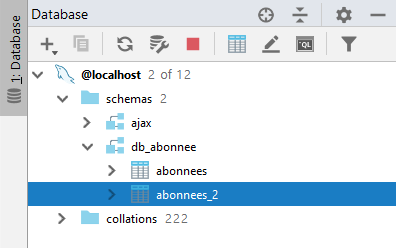 Database
1: Database
QL
@localhost 2 of 12
schemas 2
ajax
db_abonnee
abonnees
abonnees_2
collations 222